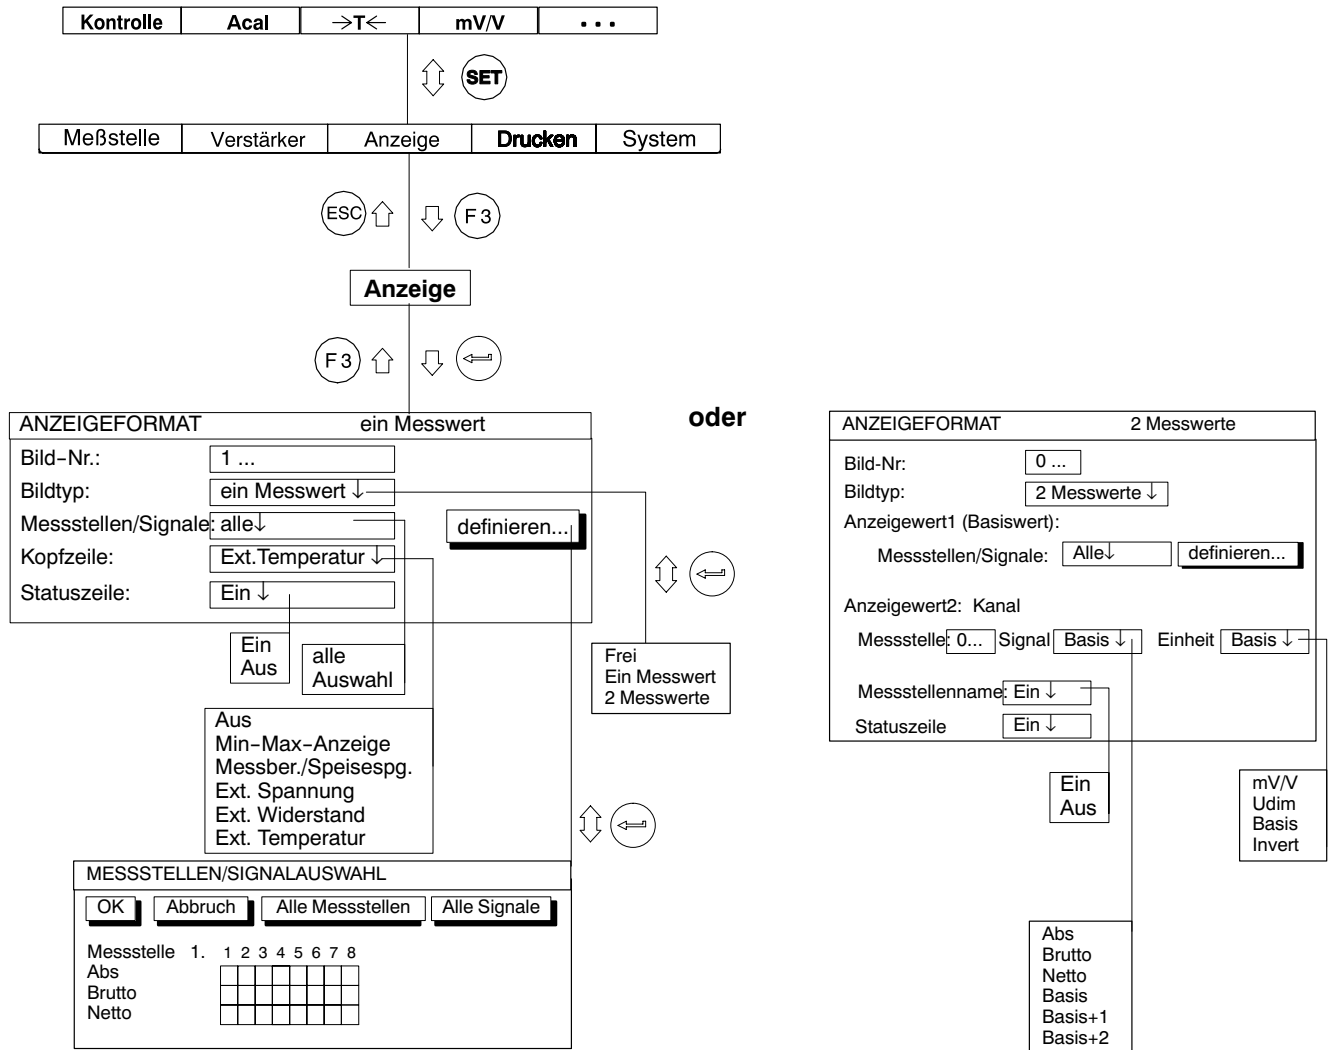 Kontrolle Acal →T← mV/V . . .
SET
Meßstelle Verstärker Anzeige Drucken System
ESC F 3
Anzeige
F 3
oder
ANZEIGEFORMAT ein Messwert
Bild-Nr.: 1 ...
Bildtyp: ein Messwert ↓
Messstellen/Signale: alle↓ definieren...
Kopfzeile: Ext.Temperatur ↓
Statuszeile: Ein ↓
Ein
Aus
alle
Auswahl
Frei
Ein Messwert
2 Messwerte
Aus
Min-Max-Anzeige
Messber./Speisespg.
Ext. Spannung
Ext. Widerstand
Ext. Temperatur
MESSSTELLEN/SIGNALAUSWAHL
OK Abbruch Alle Messstellen Alle Signale
Messstelle 1. 1 2 3 4 5 6 7 8
Abs
Brutto
Netto
ANZEIGEFORMAT 2 Messwerte
Bild-Nr: 0 ...
Bildtyp: 2 Messwerte ↓
Anzeigewert1 (Basiswert):
Messstellen/Signale: Alle↓ definieren...
Anzeigewert2: Kanal
Messstelle: 0... Signal Basis ↓ Einheit Basis ↓
Messstellenname: Ein ↓
Statuszeile Ein ↓
Ein
Aus
mV/V
Udim
Basis
Invert
Abs
Brutto
Netto
Basis
Basis+1
Basis+2